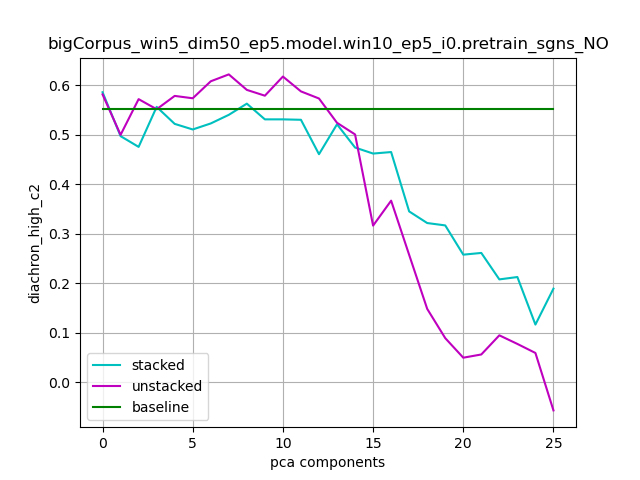 bigCorpus_win5_dim50_ep5.model.win10_ep5_i0.pretrain_sgns_NO
0.6
0.5
0.4
0.3
0.2
0.1
0.0
diachron_high_c2
stacked
unstacked
baseline
0 5 10 15 20 25
pca components